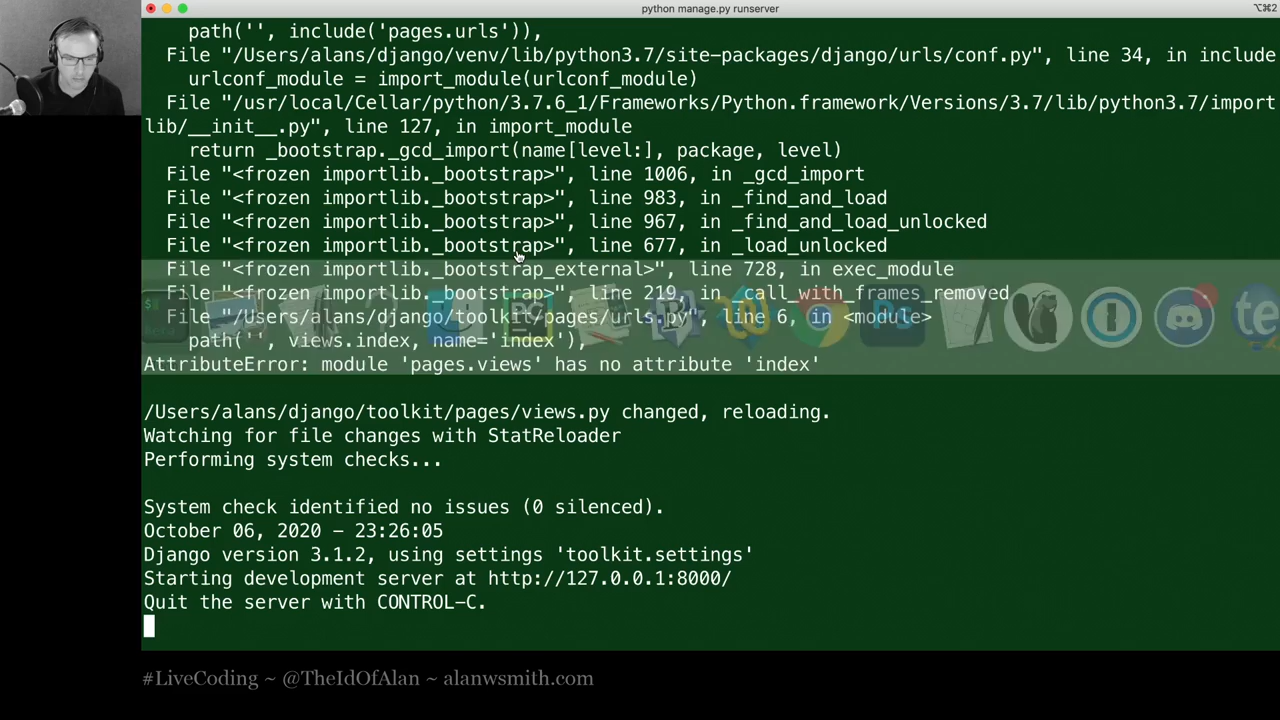 python manage.py runserver
⌥⌘2
path('', include('pages.urls')),
File "/Users/alans/django/venv/lib/python3.7/site-packages/django/urls/conf.py", line 34, in include
urlconf_module = import_module(urlconf_module)
File "/usr/local/Cellar/python/3.7.6_1/Frameworks/Python.framework/Versions/3.7/lib/python3.7/import
lib/__init__.py", line 127, in import_module
return _bootstrap._gcd_import(name[level:], package, level)
File "<frozen importlib._bootstrap>", line 1006, in _gcd_import
File "<frozen importlib._bootstrap>", line 983, in _find_and_load
File "<frozen importlib._bootstrap>", line 967, in _find_and_load_unlocked
File "<frozen importlib._bootstrap>", line 677, in _load_unlocked
File "<frozen importlib._bootstrap_external>", line 728, in exec_module
File "<frozen importlib._bootstrap>", line 219, in _call_with_frames_removed
File "/Users/alans/django/toolkit/pages/urls.py", line 6, in <module>
path('', views.index, name='index'),
AttributeError: module 'pages.views' has no attribute 'index'
/Users/alans/django/toolkit/pages/views.py changed, reloading.
Watching for file changes with StatReloader
Performing system checks...
System check identified no issues (0 silenced).
October 06, 2020 - 23:26:05
Django version 3.1.2, using settings 'toolkit.settings'
Starting development server at http://127.0.0.1:8000/
Quit the server with CONTROL-C.
#LiveCoding ~ @TheIdOfAlan ~ alanwsmith.com